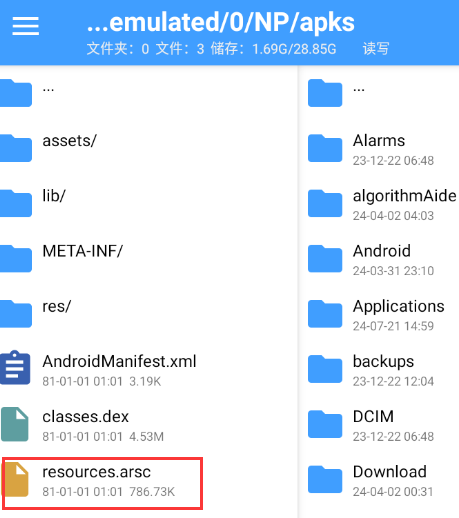 ...emulated/0/NP/apks
文件夹：0 文件：3 储存：1.69G/28.85G 读写
...
assets/
lib/
META-INF/
res/
AndroidManifest.xml
81-01-01 01:01 3.19K
classes.dex
81-01-01 01:01 4.53M
resources.arsc
81-01-01 01:01 786.73K
...
Alarms
23-12-22 06:48
algorithmAide
24-04-02 04:03
Android
24-03-31 23:10
Applications
24-07-21 14:59
backups
23-12-22 12:04
DCIM
23-12-22 06:48
Download
24-04-02 00:31